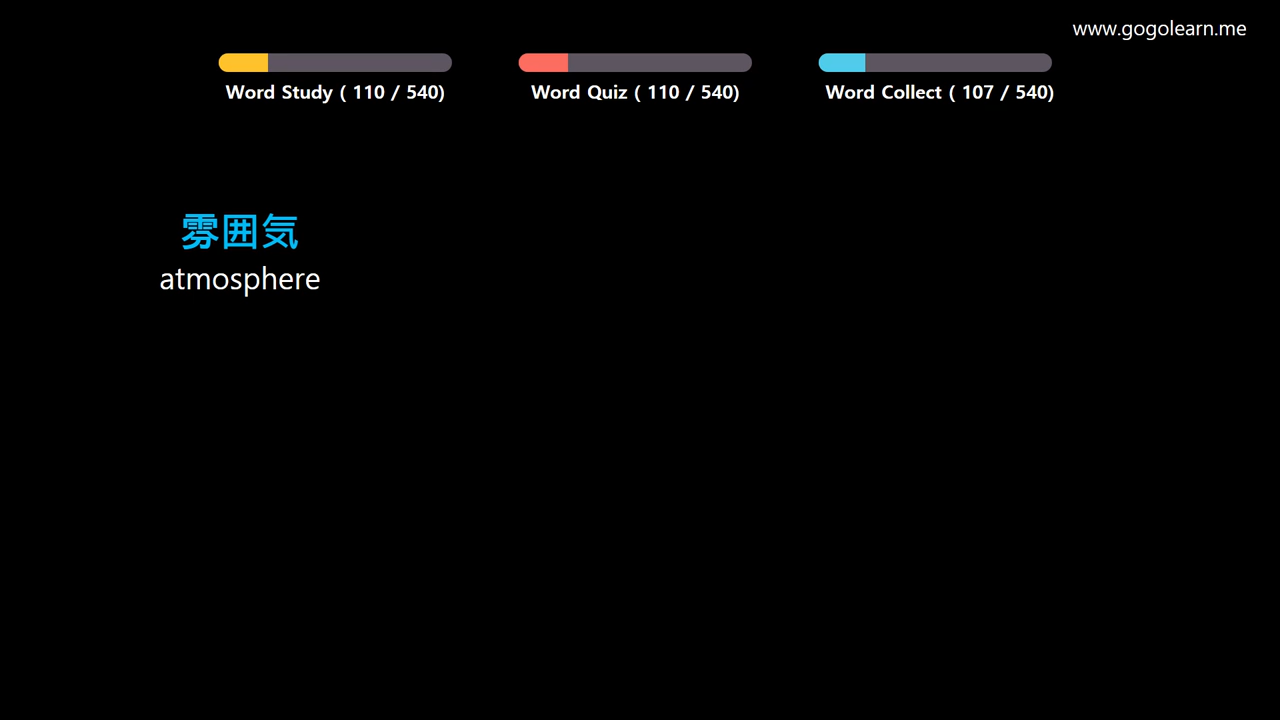 www.gogolearn.me
Word Study ( 110 / 540)
Word Quiz ( 110 / 540)
Word Collect ( 107 / 540)
雰囲気
atmosphere